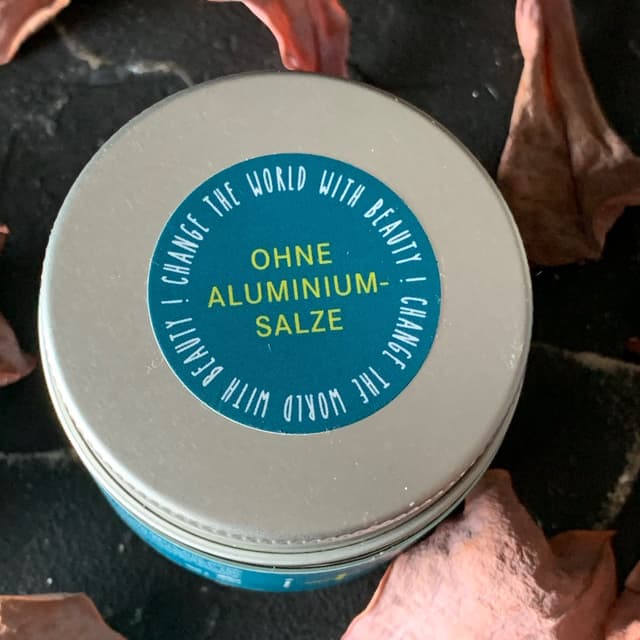 CHANGE THE WORLD WITH BEAUTY !
CHANGE THE WORLD WITH BEAUTY !
OHNE
ALUMINIUM-
SALZE